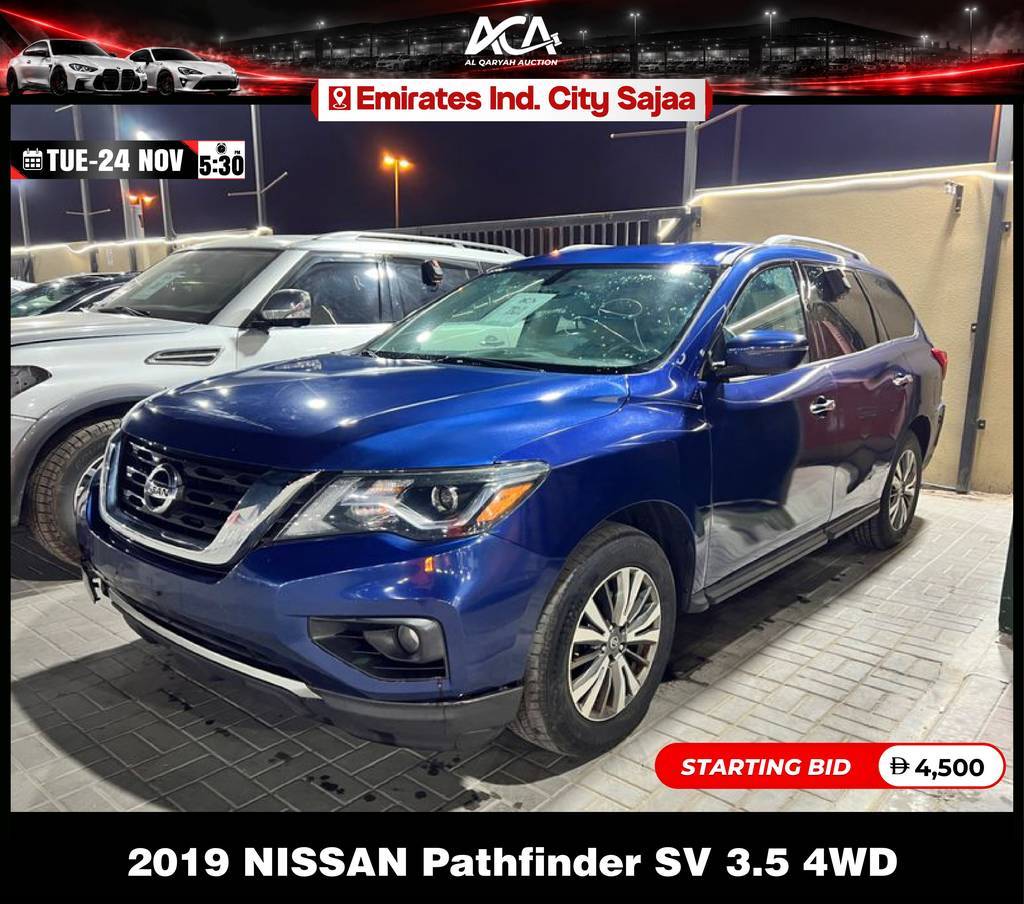 ACA
AL QARYAH AUCTION
Emirates Ind. City Sajaa
TUE-24 NOV 5:30 PM
NISSAN
STARTING BID 4,500
2019 NISSAN Pathfinder SV 3.5 4WD